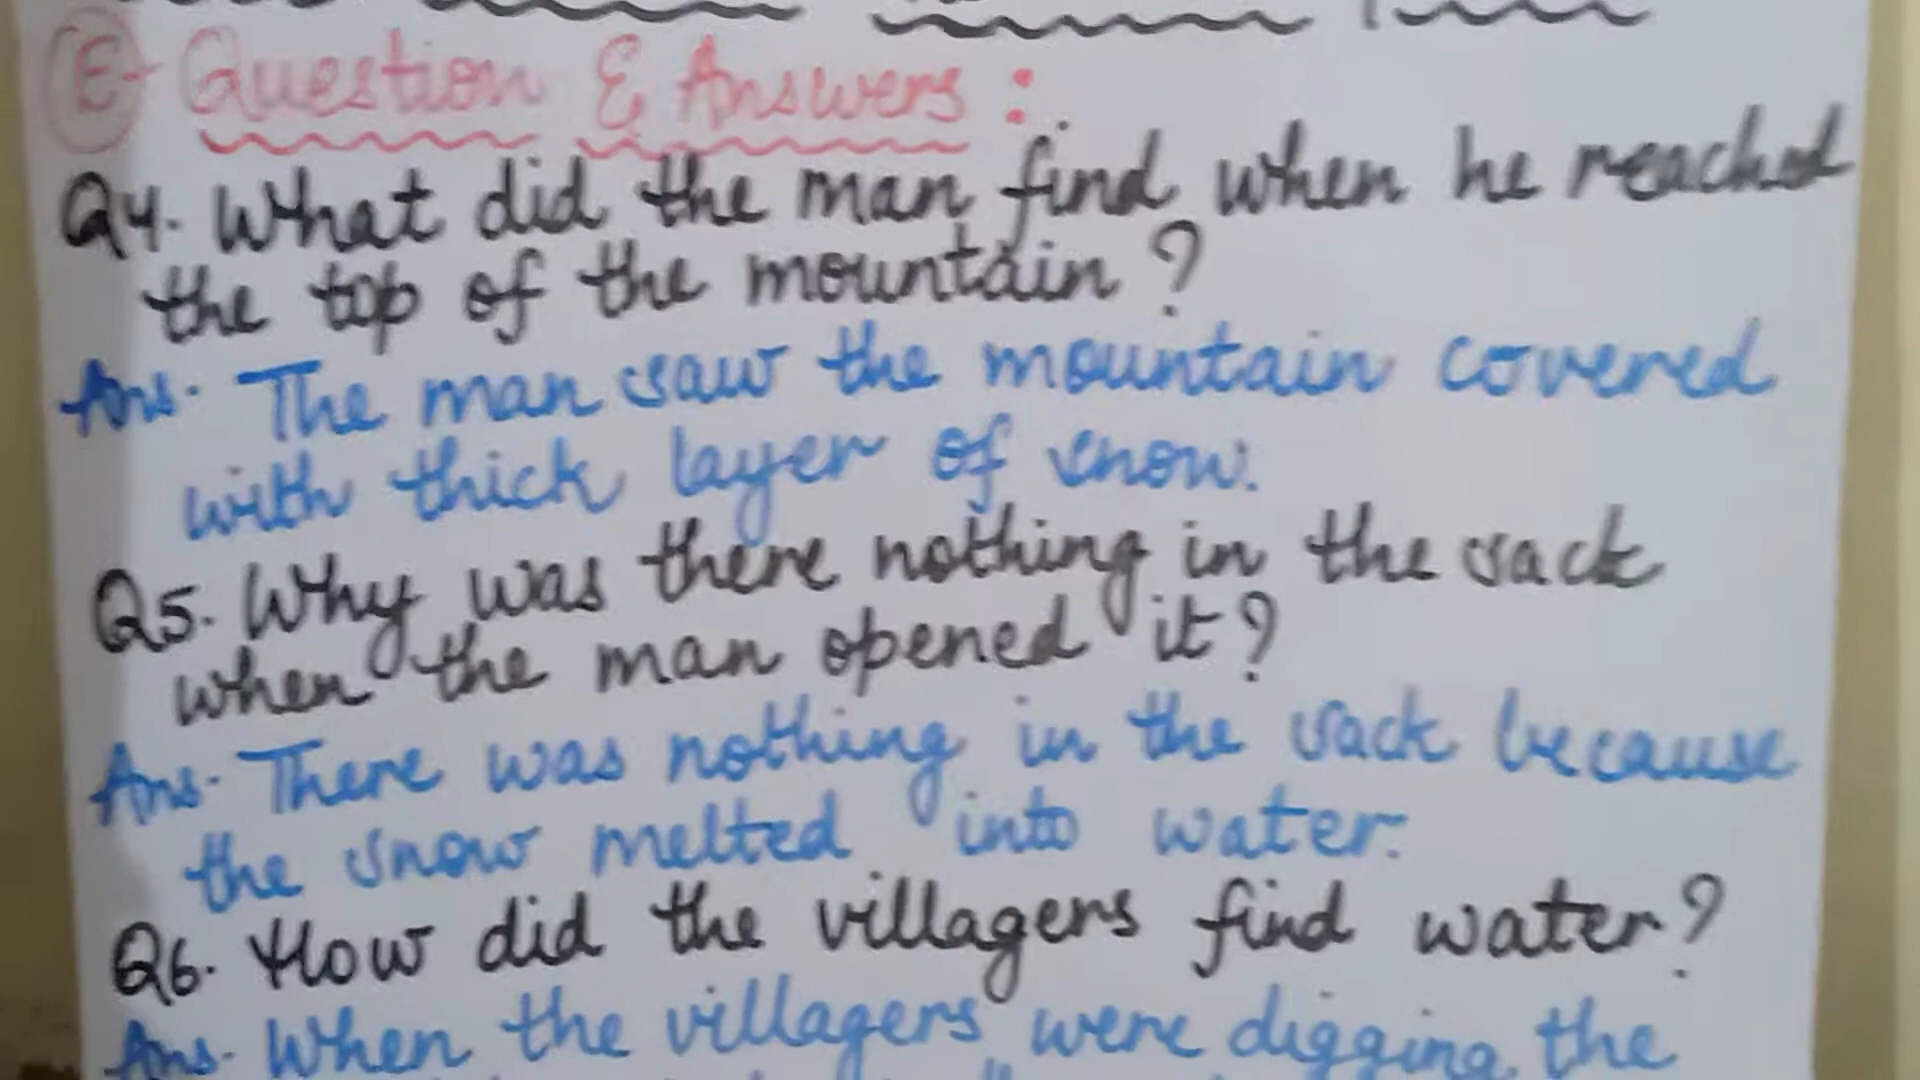 E Question & Answers :
Q4. What did the man find when he reached
the top of the mountain ?
Ans. The man saw the mountain covered
with thick layer of snow.
Q5. Why was there nothing in the sack
when the man opened it ?
Ans. There was nothing in the sack because
the snow melted into water.
Q6. How did the villagers find water ?
Ans. When the villagers were digging the